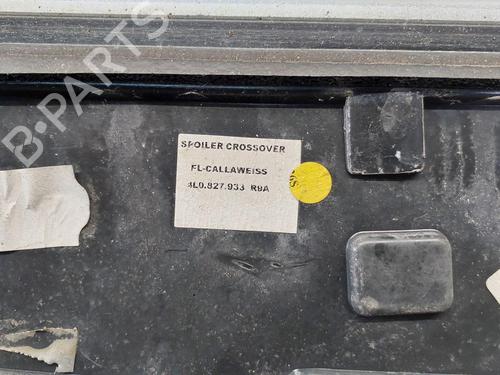 B-PARTS
SPOILER CROSSOVER
FL-CALLAWEISS
4L0.827.933 R9A